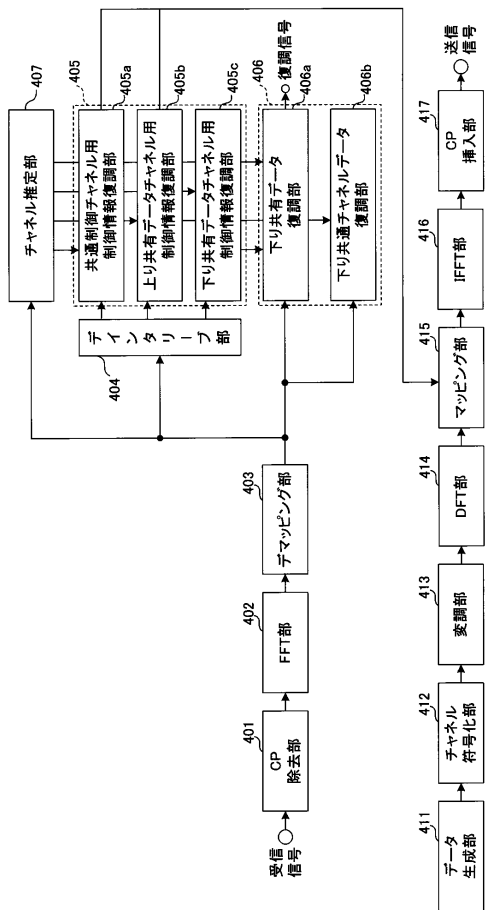 407
チャネル推定部
405
405a
共通制御チャネル用
制御情報復調部
405b
上り共有データチャネル用
制御情報復調部
405c
下り共有データチャネル用
制御情報復調部
406
406a
下り共有データ
復調部
復調信号
406b
下り共通チャネルデータ
復調部
デインタリーブ部
404
受信
信号
401
CP
除去部
402
FFT部
403
デマッピング部
411
データ
生成部
412
チャネル
符号化部
413
変調部
414
DFT部
415
マッピング部
416
IFFT部
417
CP
挿入部
送信
信号